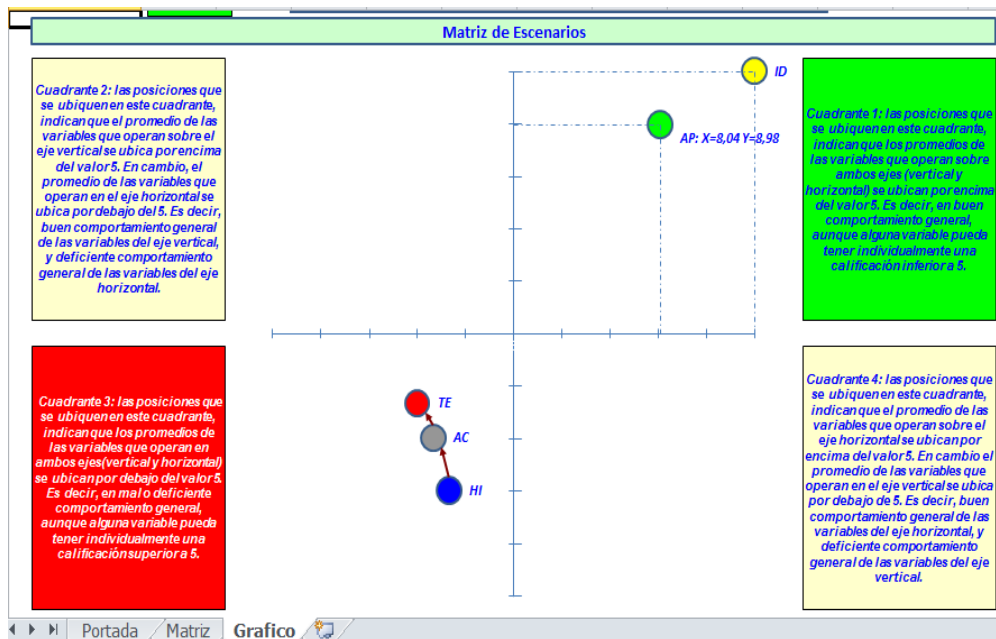 Matriz de Escenarios
Cuadrante 2: las posiciones que
se ubiquen en este cuadrante,
indican que el promedio de las
variables que operan sobre el
eje vertical se ubica por encima
del valor 5. En cambio, el
promedio de las variables que
operan en el eje horizontal se
ubica por debajo del 5. Es decir,
buen comportamiento general
de las variables del eje vertical,
y deficiente comportamiento
general de las variables del eje
horizontal.
ID
AP: X=8,04 Y=8,98
Cuadrante 1: las posiciones que
se ubiquen en este cuadrante,
indican que los promedios de
las variables que operan sobre
ambos ejes (vertical y
horizontal) se ubican por encima
del valor 5. Es decir, en buen
comportamiento general,
aunque alguna variable pueda
tener individualmente una
calificación inferior a 5.
Cuadrante 3: las posiciones que
se ubiquen en este cuadrante,
indican que los promedios de
las variables que operan en
ambos ejes(vertical y horizontal)
se ubican por debajo del valor 5.
Es decir, en mal o deficiente
comportamiento general,
aunque alguna variable pueda
tener individualmente una
calificación superior a 5.
TE
AC
HI
Cuadrante 4: las posiciones que
se ubiquen en este cuadrante,
indican que el promedio de las
variables que operan sobre el
eje horizontal se ubican por
encima del valor 5. En cambio el
promedio de las variables que
operan en el eje vertical se ubica
por debajo de 5. Es decir, buen
comportamiento general de las
variables del eje horizontal, y
deficiente comportamiento
general de las variables del eje
vertical.
Portada Matriz Grafico